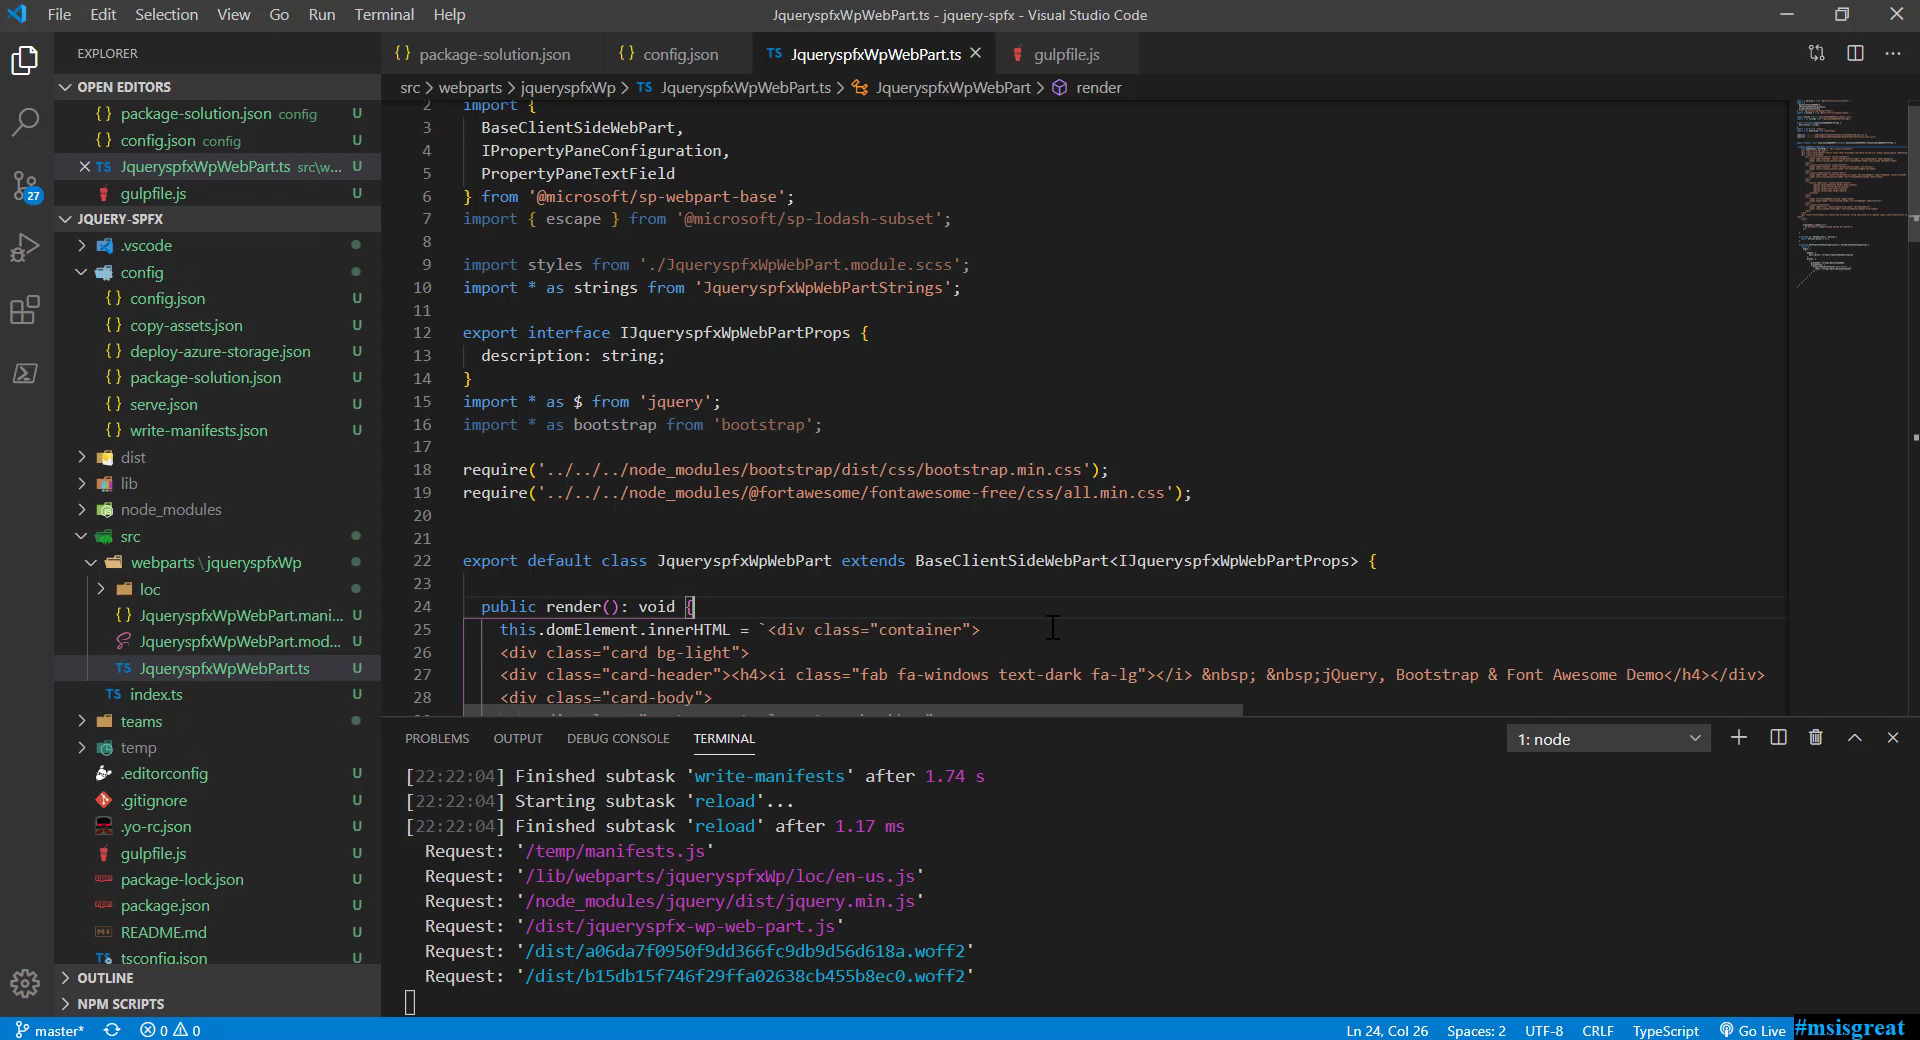 File Edit Selection View Go Run Terminal Help
JqueryspfxWpWebPart.ts - jquery-spfx - Visual Studio Code
EXPLORER
OPEN EDITORS
{} package-solution.json config U
{} config.json config U
TS JqueryspfxWpWebPart.ts src\w... U
gulpfile.js U
27
JQUERY-SPFX
.vscode
config
{} config.json U
{} copy-assets.json U
{} deploy-azure-storage.json U
{} package-solution.json U
{} serve.json U
{} write-manifests.json U
dist
lib
node_modules
src
webparts \ jqueryspfxWp
loc
{} JqueryspfxWpWebPart.mani... U
JqueryspfxWpWebPart.mod... U
TS JqueryspfxWpWebPart.ts U
TS index.ts U
teams
temp
.editorconfig U
.gitignore U
.yo-rc.json U
gulpfile.js U
package-lock.json U
package.json U
README.md U
TS tsconfig.json U
OUTLINE
NPM SCRIPTS
{} package-solution.json {} config.json TS JqueryspfxWpWebPart.ts gulpfile.js
src > webparts > jqueryspfxWp > TS JqueryspfxWpWebPart.ts > JqueryspfxWpWebPart > render
2 import {
3 BaseClientSideWebPart,
4 IPropertyPaneConfiguration,
5 PropertyPaneTextField
6 } from '@microsoft/sp-webpart-base';
7 import { escape } from '@microsoft/sp-lodash-subset';
8
9 import styles from './JqueryspfxWpWebPart.module.scss';
10 import * as strings from 'JqueryspfxWpWebPartStrings';
11
12 export interface IJqueryspfxWpWebPartProps {
13 description: string;
14 }
15 import * as $ from 'jquery';
16 import * as bootstrap from 'bootstrap';
17
18 require('../../../node_modules/bootstrap/dist/css/bootstrap.min.css');
19 require('../../../node_modules/@fortawesome/fontawesome-free/css/all.min.css');
20
21
22 export default class JqueryspfxWpWebPart extends BaseClientSideWebPart<IJqueryspfxWpWebPartProps> {
23
24 public render(): void {
25 this.domElement.innerHTML = `<div class="container">
26 <div class="card bg-light">
27 <div class="card-header"><h4><i class="fab fa-windows text-dark fa-lg"></i> &nbsp; &nbsp;jQuery, Bootstrap & Font Awesome Demo</h4></div>
28 <div class="card-body">
PROBLEMS OUTPUT DEBUG CONSOLE TERMINAL 1: node
[22:22:04] Finished subtask 'write-manifests' after 1.74 s
[22:22:04] Starting subtask 'reload'...
[22:22:04] Finished subtask 'reload' after 1.17 ms
Request: '/temp/manifests.js'
Request: '/lib/webparts/jqueryspfxWp/loc/en-us.js'
Request: '/node_modules/jquery/dist/jquery.min.js'
Request: '/dist/jqueryspfx-wp-web-part.js'
Request: '/dist/a06da7f0950f9dd366fc9db9d56d618a.woff2'
Request: '/dist/b15db15f746f29ffa02638cb455b8ec0.woff2'
master* 0 0 Ln 24, Col 26 Spaces: 2 UTF-8 CRLF TypeScript Go Live #msisgreat